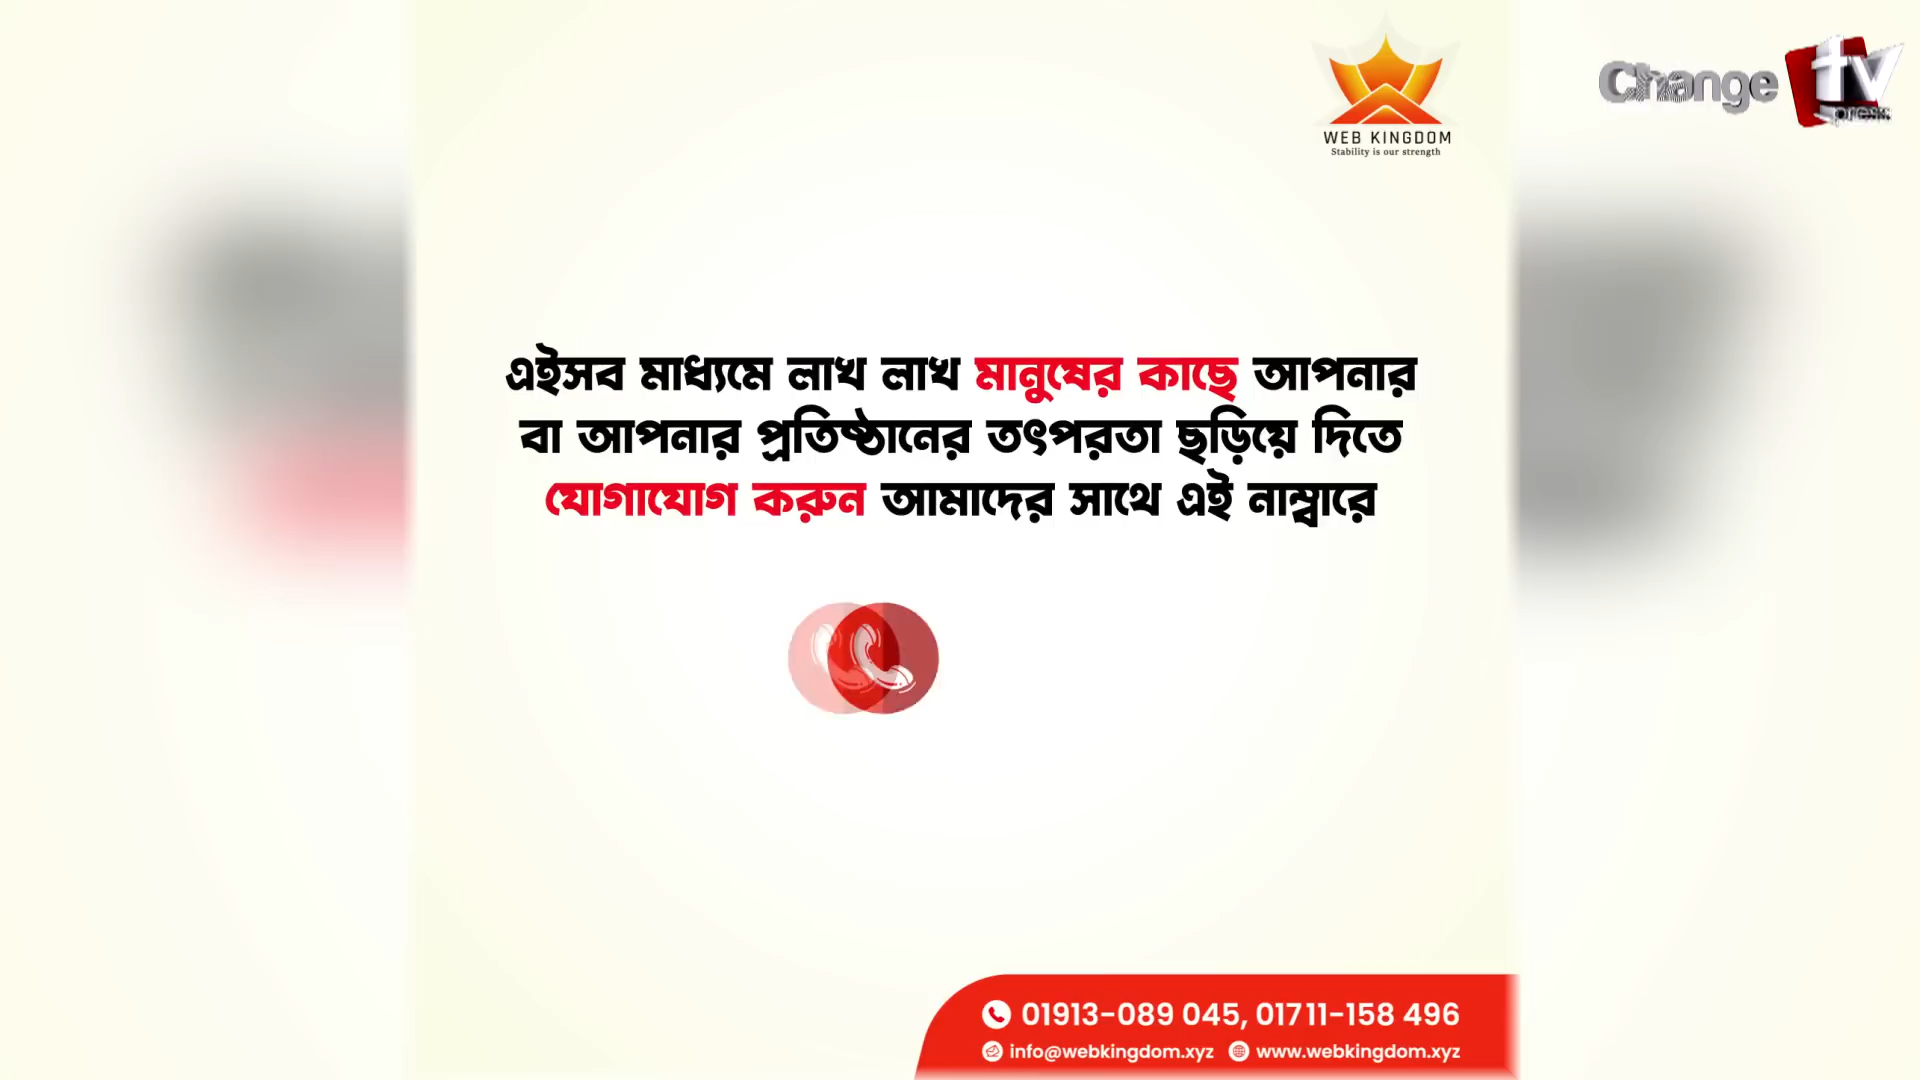 WEB KINGDOM
Stability is our strength
Change tv
press
এইসব মাধ্যমে লাখ লাখ মানুষের কাছে আপনার
বা আপনার প্রতিষ্ঠানের তৎপরতা ছড়িয়ে দিতে
যোগাযোগ করুন আমাদের সাথে এই নাম্বারে
01913-089 045, 01711-158 496
info@webkingdom.xyz www.webkingdom.xyz